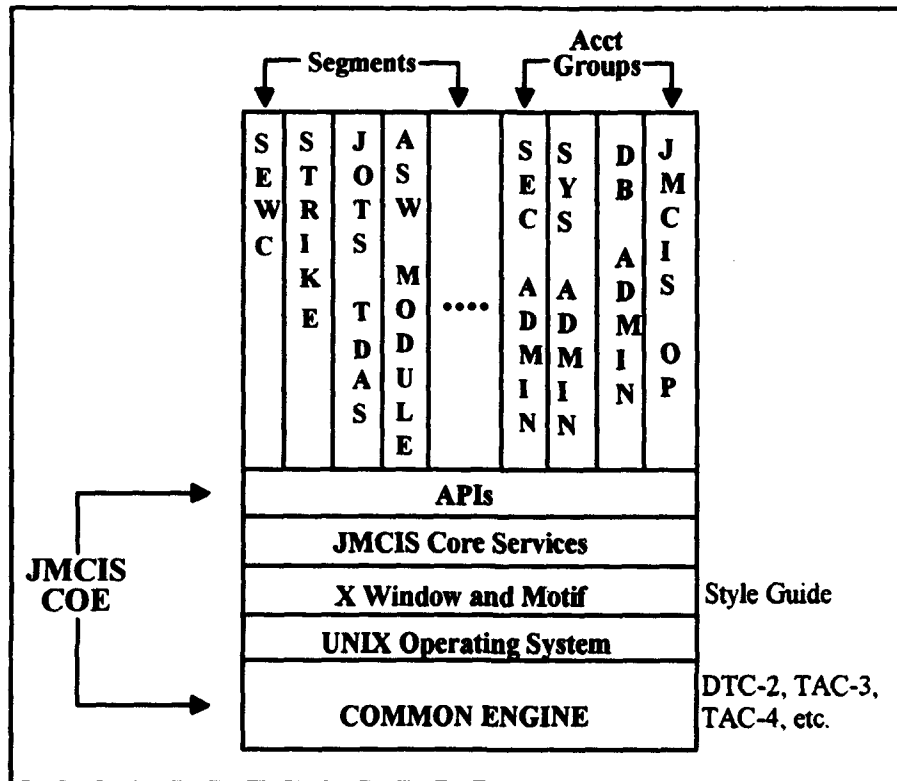 Acct
Segments
Groups
SEWC
STRIKE
JOTS TDAS
ASW MODULE
....
SEC ADMIN
SYS ADMIN
DB ADMIN
JMCIS OP
APIs
JMCIS Core Services
JMCIS
COE
X Window and Motif
Style Guide
UNIX Operating System
COMMON ENGINE
DTC-2, TAC-3,
TAC-4, etc.